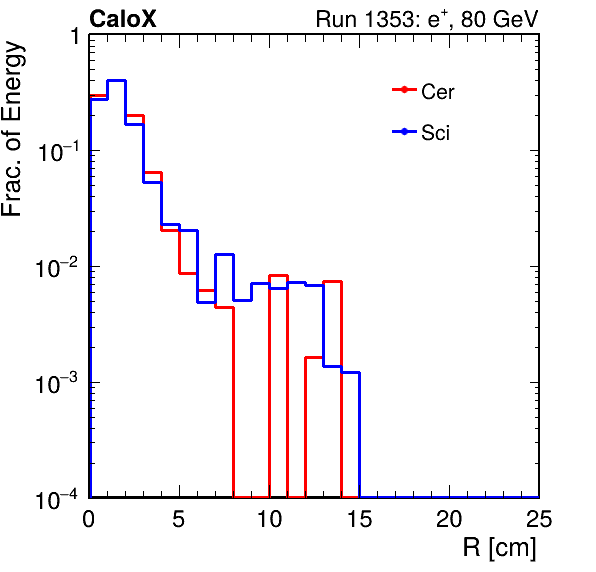 CaloX Run 1353: e⁺, 80 GeV
Frac. of Energy
1
10⁻¹
10⁻²
10⁻³
10⁻⁴
Cer
Sci
0 5 10 15 20 25
R [cm]